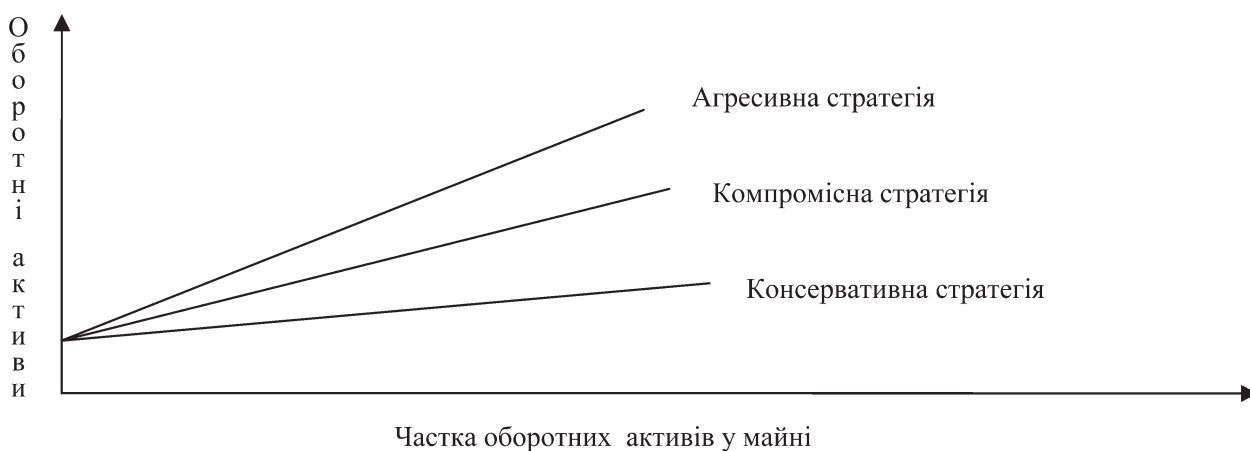 Оборотні активи
Агресивна стратегія
Компромісна стратегія
Консервативна стратегія
Частка оборотних активів у майні